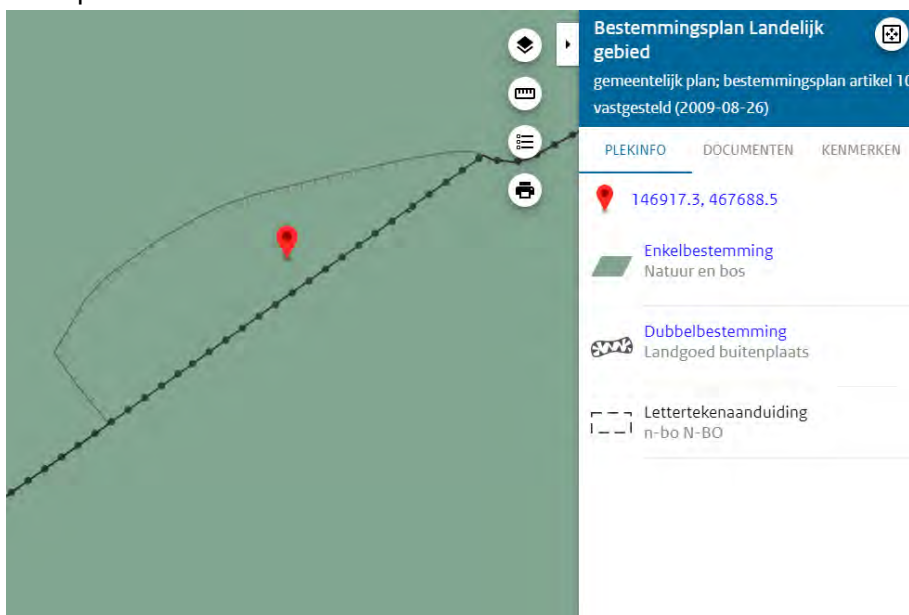 Bestemmingsplan Landelijk
gebied
gemeentelijk plan; bestemmingsplan artikel 10
vastgesteld (2009-08-26)
PLEKINFO DOCUMENTEN KENMERKEN
146917.3, 467688.5
Enkelbestemming
Natuur en bos
Dubbelbestemming
Landgoed buitenplaats
Lettertekenaanduiding
n-bo N-BO